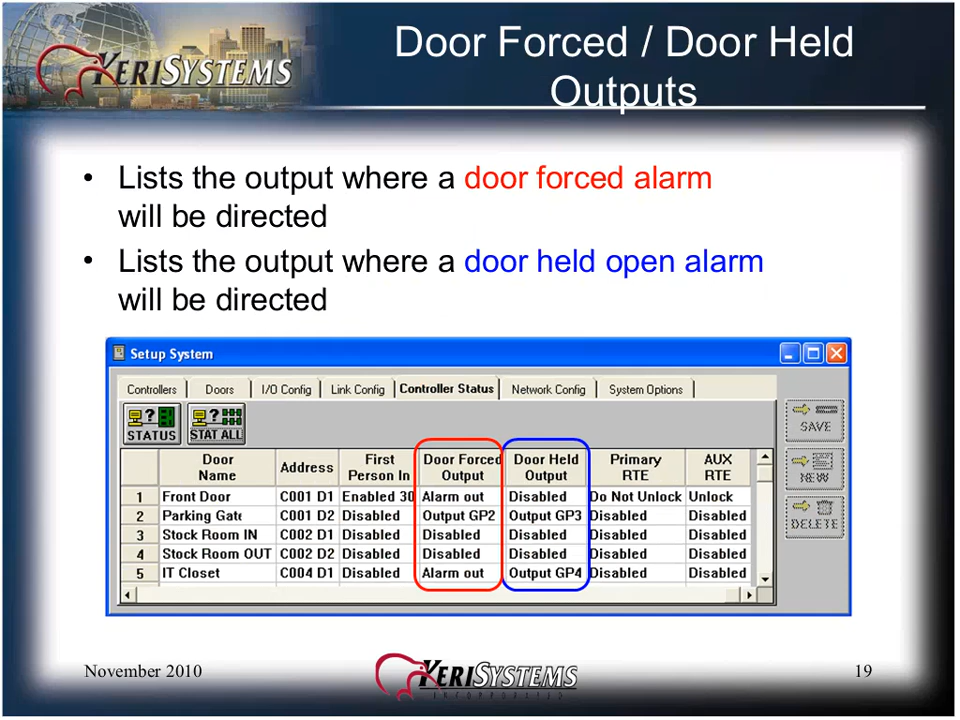 KERISYSTEMS
Door Forced / Door Held
Outputs
• Lists the output where a door forced alarm
will be directed
• Lists the output where a door held open alarm
will be directed
Setup System
Controllers Doors I/O Config Link Config Controller Status Network Config System Options
STATUS STAT ALL
SAVE
NEW
DELETE
Door Name Address First Person In Door Forced Output Door Held Output Primary RTE AUX RTE
1 Front Door C001 D1 Enabled 30 Alarm out Disabled Do Not Unlock Unlock
2 Parking Gate C001 D2 Disabled Output GP2 Output GP3 Disabled Disabled
3 Stock Room IN C002 D1 Disabled Disabled Disabled Disabled Disabled
4 Stock Room OUT C002 D2 Disabled Disabled Disabled Disabled Disabled
5 IT Closet C004 D1 Disabled Alarm out Output GP4 Disabled Disabled
November 2010
KERISYSTEMS
INCORPORATED
19